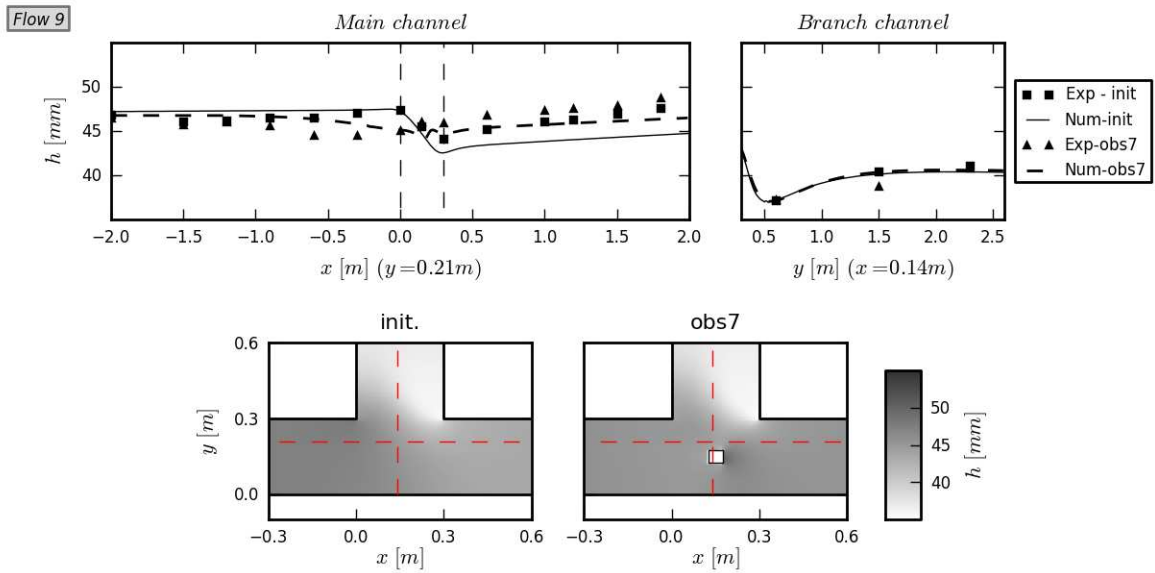 Flow 9
Main channel
Branch channel
h [mm]
50
45
40
−2.0 −1.5 −1.0 −0.5 0.0 0.5 1.0 1.5 2.0
x [m] (y=0.21m)
0.5 1.0 1.5 2.0 2.5
y [m] (x=0.14m)
Exp - init
Num-init
Exp-obs7
Num-obs7
init.
obs7
y [m]
0.6
0.3
0.0
−0.3 0.0 0.3 0.6
x [m]
−0.3 0.0 0.3 0.6
x [m]
50
45
40
h [mm]